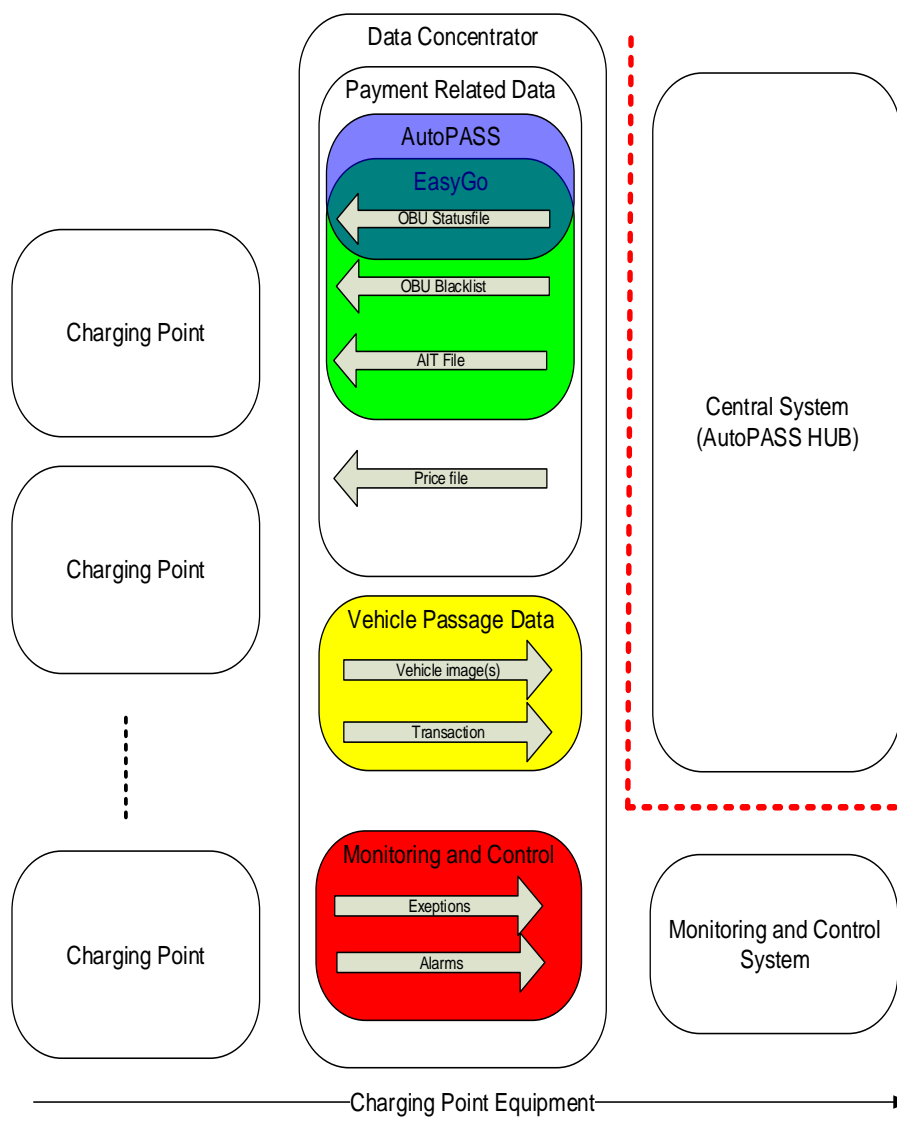 Data Concentrator
Payment Related Data
AutoPASS
EasyGo
OBU Statusfile
OBU Blacklist
AIT File
Price file
Vehicle Passage Data
Vehicle image(s)
Transaction
Monitoring and Control
Exeptions
Alarms
Charging Point
Charging Point
Charging Point
Central System
(AutoPASS HUB)
Monitoring and Control
System
Charging Point Equipment